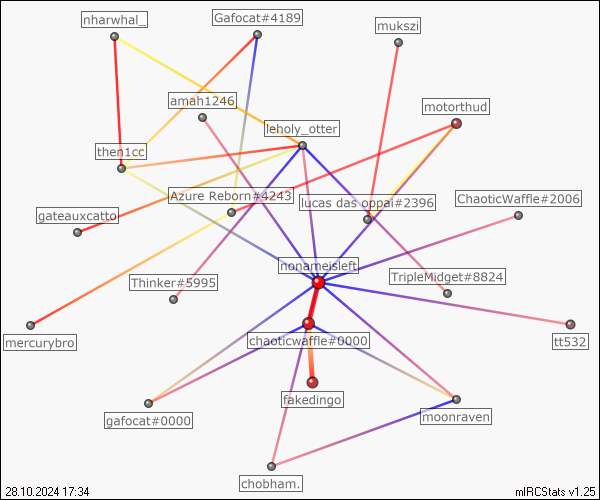 nharwhal_
Gafocat#4189
mukszi
amah1246
motorthud
leholy_otter
then1cc
Azure Reborn#4243
lucas das oppai#2396
ChaoticWaffle#2006
gateauxcatto
nonameisleft
Thinker#5995
TripleMidget#8824
mercurybro
chaoticwaffle#0000
tt532
fakedingo
gafocat#0000
moonraven
chobham.
28.10.2024 17:34
mIRCStats v1.25